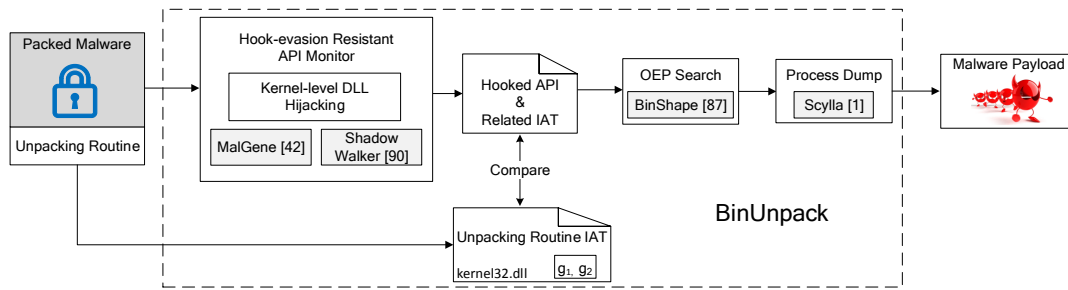 Packed Malware
Unpacking Routine
Hook-evasion Resistant
API Monitor
Kernel-level DLL
Hijacking
MalGene [42]
Shadow
Walker [90]
Hooked API
&
Related IAT
Compare
Unpacking Routine IAT
kernel32.dll
g1, g2
OEP Search
BinShape [87]
Process Dump
Scylla [1]
BinUnpack
Malware Payload